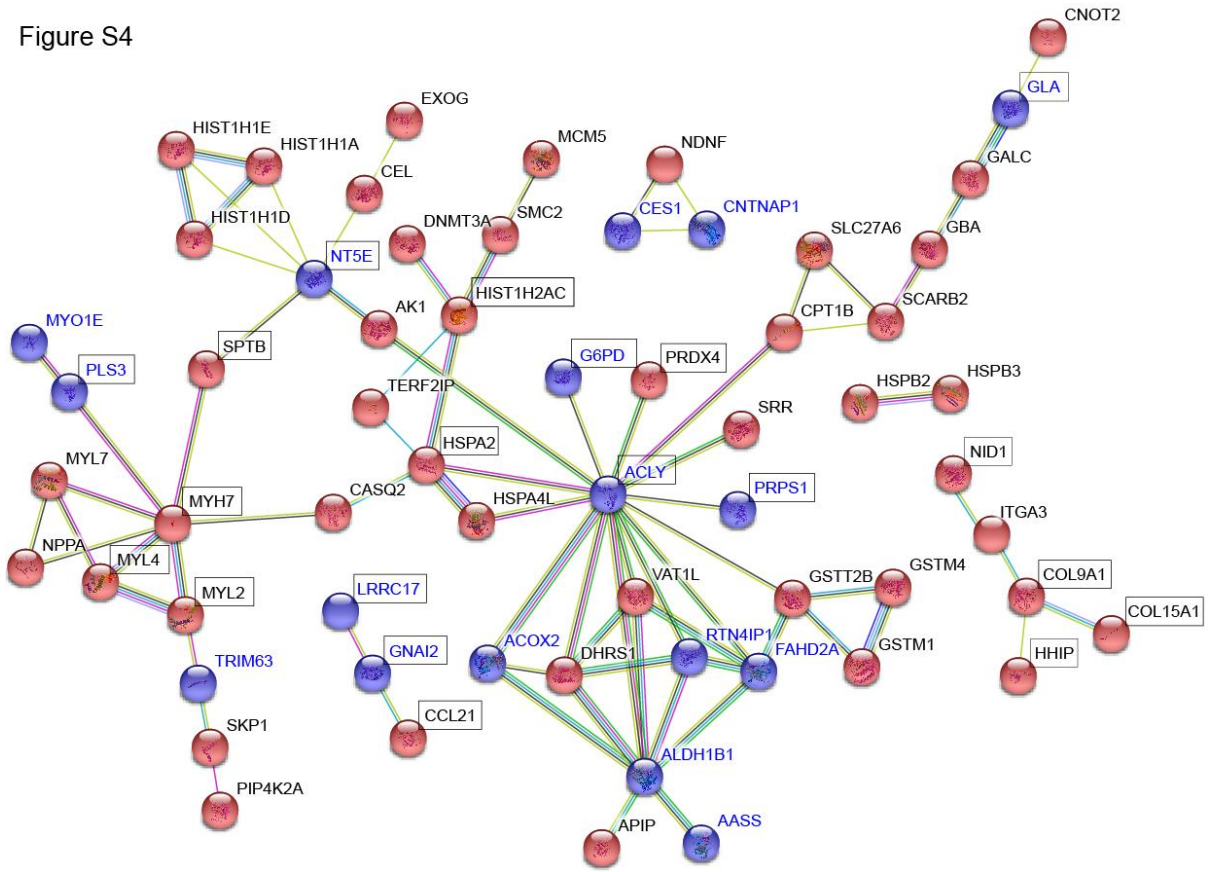 Figure S4
CNOT2
GLA
EXOG
HIST1H1E
HIST1H1A
MCM5
NDNF
GALC
CEL
HIST1H1D
DNMT3A
SMC2
CES1
CNTNAP1
SLC27A6
GBA
NT5E
HIST1H2AC
AK1
CPT1B
SCARB2
MYO1E
SPTB
PLS3
G6PD
PRDX4
TERF2IP
HSPB2
HSPB3
SRR
HSPA2
ACLY
MYL7
NID1
CASQ2
HSPA4L
PRPS1
MYH7
ITGA3
NPPA
MYL4
MYL2
VAT1L
GSTT2B
GSTM4
COL9A1
COL15A1
LRRC17
ACOX2
DHRS1
RTN4IP1
FAHD2A
GSTM1
GNAI2
HHIP
TRIM63
CCL21
SKP1
ALDH1B1
PIP4K2A
APIP
AASS